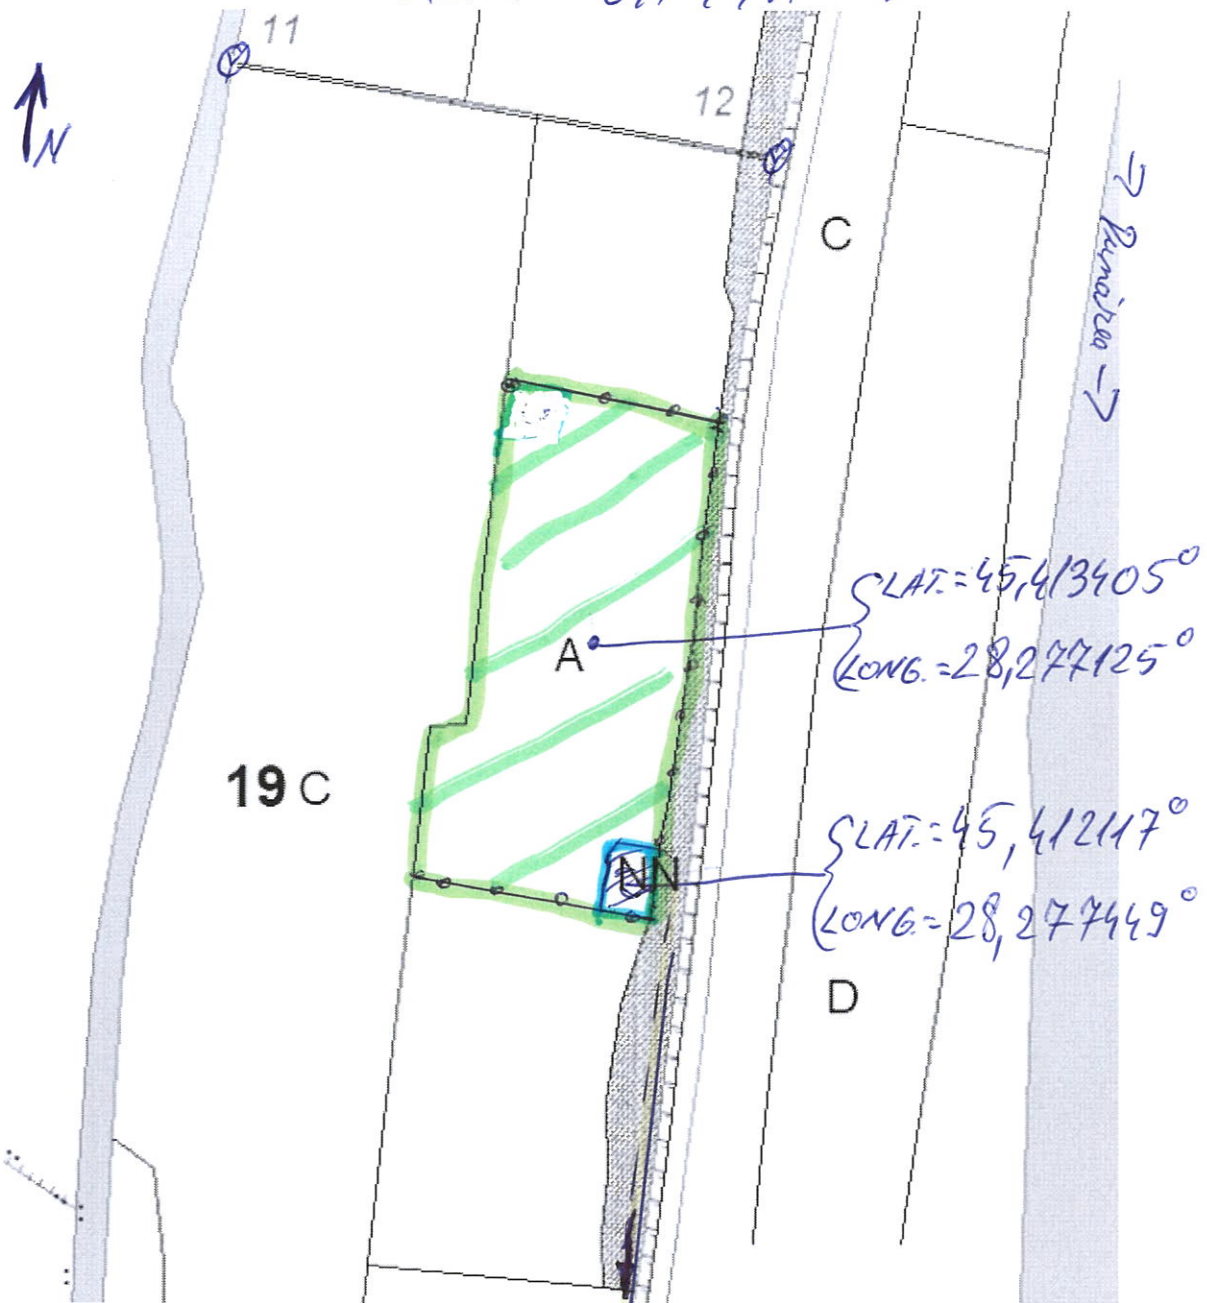 11
12
N
C
→ Dunărea →
LAT.=45,413405°
A
LONG.=28,277125°
19 C
LAT.=45,412117°
NN
LONG.=28,277449°
D